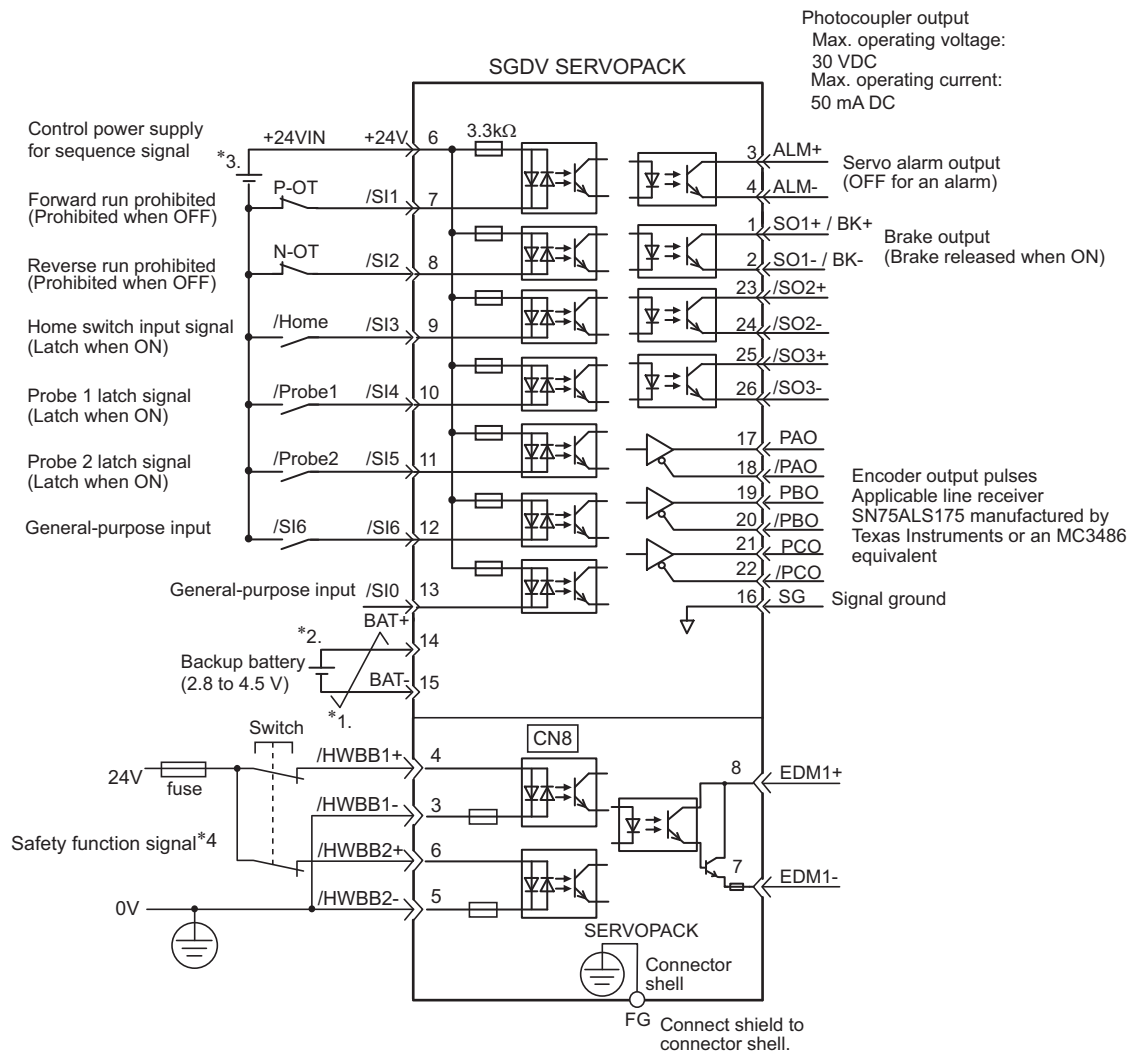 Photocoupler output
Max. operating voltage:
30 VDC
Max. operating current:
50 mA DC
SGDV SERVOPACK
Control power supply
for sequence signal
*3.
+24VIN
+24V
6
3.3kΩ
3
ALM+
Servo alarm output
(OFF for an alarm)
4
ALM-
Forward run prohibited
(Prohibited when OFF)
P-OT
/SI1
7
1
SO1+ / BK+
Brake output
(Brake released when ON)
2
SO1- / BK-
Reverse run prohibited
(Prohibited when OFF)
N-OT
/SI2
8
23
/SO2+
24
/SO2-
Home switch input signal
(Latch when ON)
/Home
/SI3
9
25
/SO3+
26
/SO3-
Probe 1 latch signal
(Latch when ON)
/Probe1
/SI4
10
17
PAO
18
/PAO
Probe 2 latch signal
(Latch when ON)
/Probe2
/SI5
11
19
PBO
20
/PBO
Encoder output pulses
Applicable line receiver
SN75ALS175 manufactured by
Texas Instruments or an MC3486
equivalent
General-purpose input
/SI6
/SI6
12
21
PCO
22
/PCO
General-purpose input
/SI0
13
16
SG
Signal ground
BAT+
14
*2.
Backup battery
(2.8 to 4.5 V)
BAT-
15
*1.
Switch
CN8
24V
fuse
/HWBB1+
4
8
EDM1+
/HWBB1-
3
Safety function signal*4
/HWBB2+
6
7
EDM1-
0V
/HWBB2-
5
SERVOPACK
Connector
shell
FG
Connect shield to
connector shell.